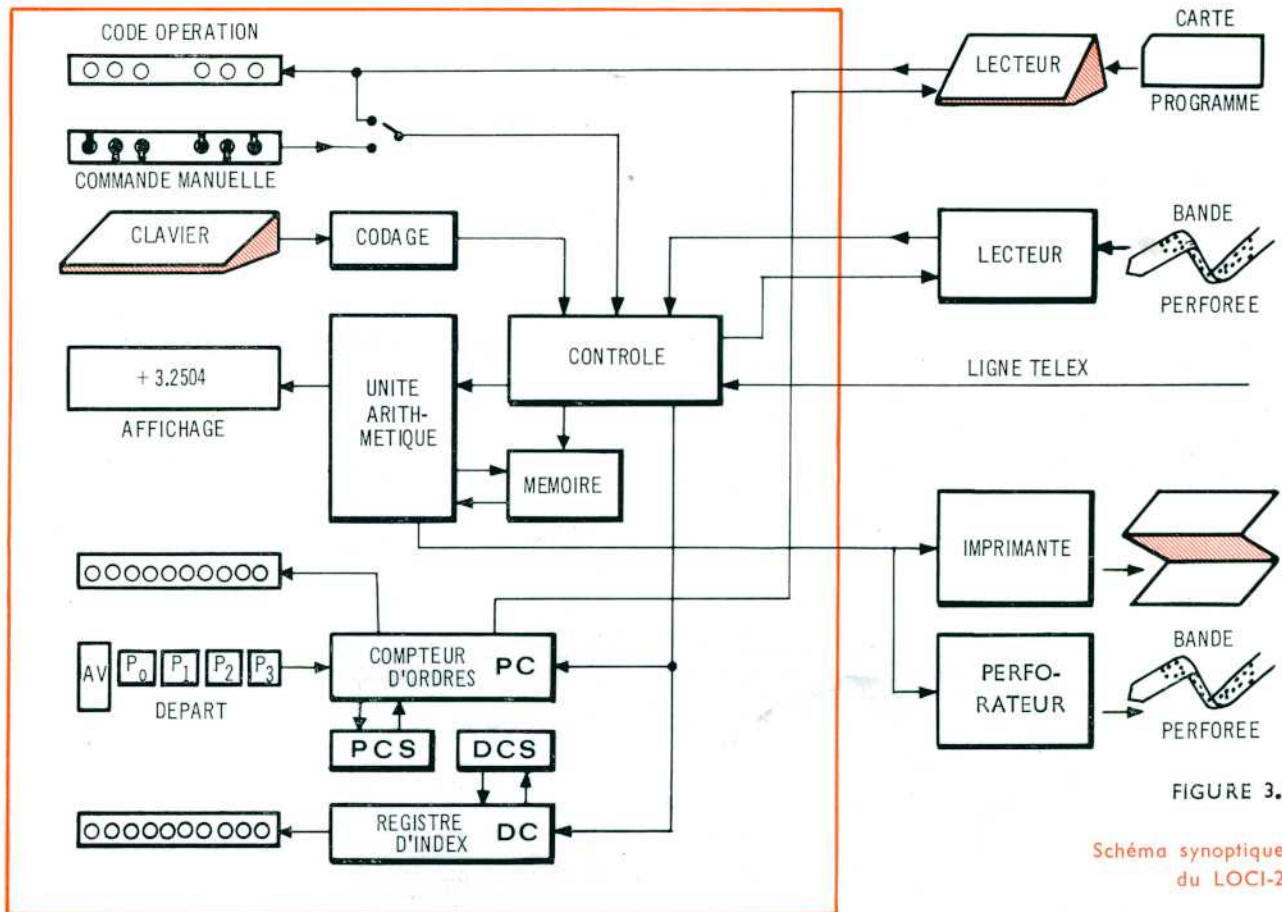 CODE OPERATION
COMMANDE MANUELLE
CLAVIER
CODAGE
CONTROLE
UNITE
ARITH-
METIQUE
+ 3.2504
AFFICHAGE
MEMOIRE
AV
P0
P1
P2
P3
DEPART
COMPTEUR
D'ORDRES
PC
PCS
DCS
REGISTRE
D'INDEX
DC
LECTEUR
CARTE
PROGRAMME
LECTEUR
BANDE
PERFOREE
LIGNE TELEX
IMPRIMANTE
PERFO-
RATEUR
BANDE
PERFOREE
FIGURE 3.
Schéma synoptique
du LOCI-2